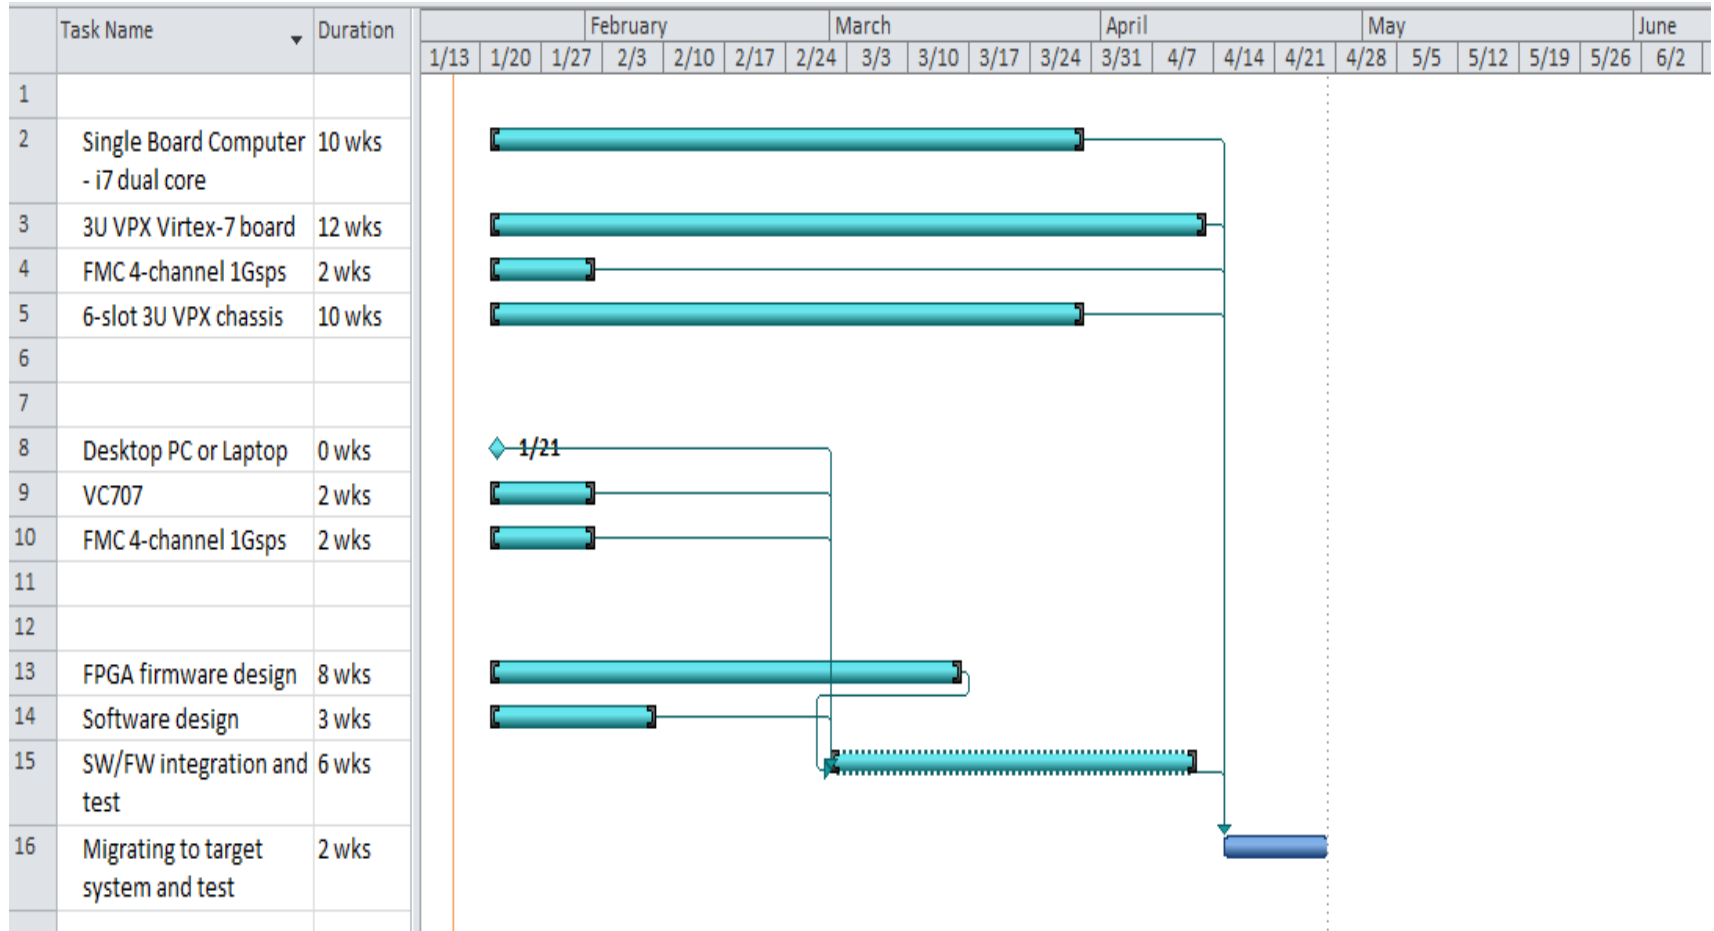 Task Name Duration February March April May June
1/13 1/20 1/27 2/3 2/10 2/17 2/24 3/3 3/10 3/17 3/24 3/31 4/7 4/14 4/21 4/28 5/5 5/12 5/19 5/26 6/2
1
2 Single Board Computer 10 wks
- i7 dual core
3 3U VPX Virtex-7 board 12 wks
4 FMC 4-channel 1Gsps 2 wks
5 6-slot 3U VPX chassis 10 wks
6
7
8 Desktop PC or Laptop 0 wks 1/21
9 VC707 2 wks
10 FMC 4-channel 1Gsps 2 wks
11
12
13 FPGA firmware design 8 wks
14 Software design 3 wks
15 SW/FW integration and 6 wks
test
16 Migrating to target 2 wks
system and test